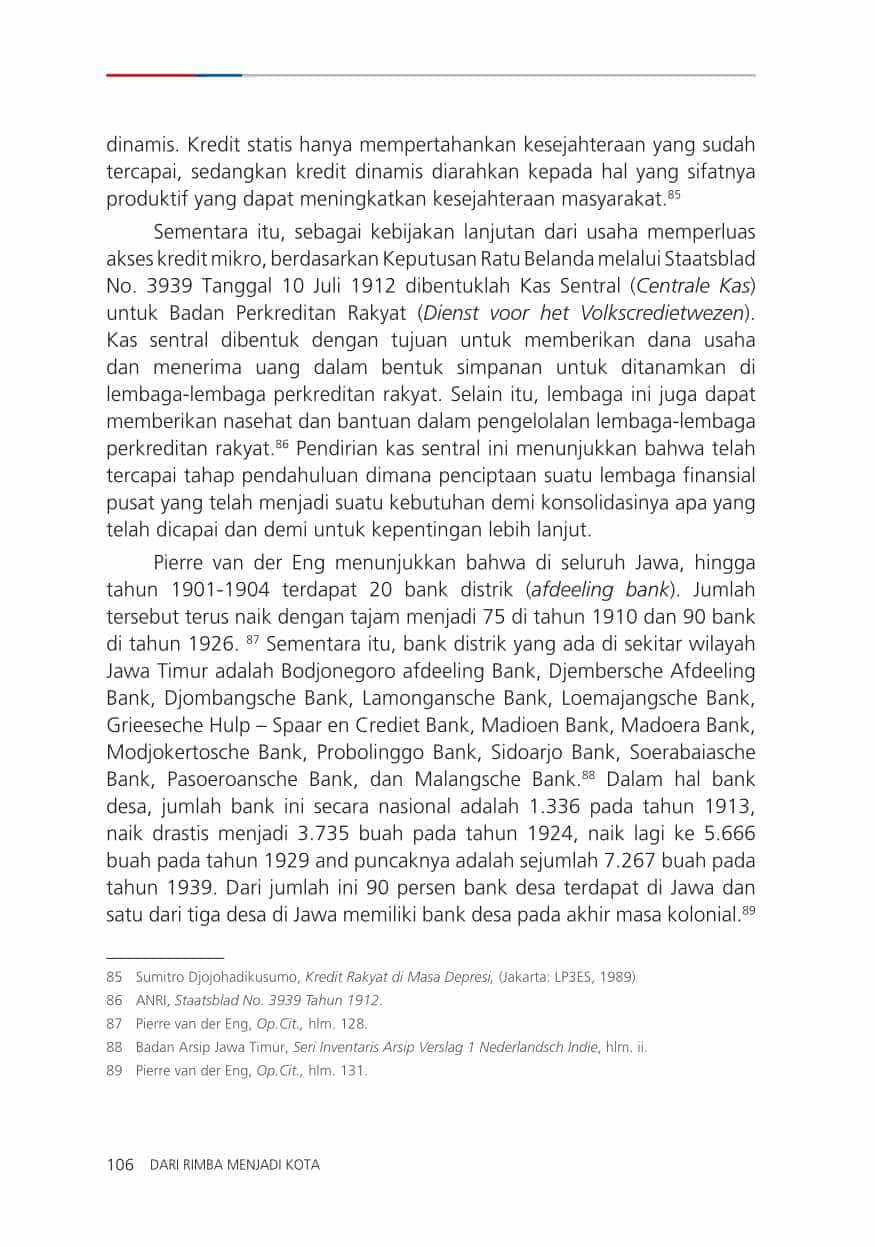 dinamis. Kredit statis hanya mempertahankan kesejahteraan yang sudah
tercapai, sedangkan kredit dinamis diarahkan kepada hal yang sifatnya
produktif yang dapat meningkatkan kesejahteraan masyarakat.85
Sementara itu, sebagai kebijakan lanjutan dari usaha memperluas
akses kredit mikro, berdasarkan Keputusan Ratu Belanda melalui Staatsblad
No. 3939 Tanggal 10 Juli 1912 dibentuklah Kas Sentral (Centrale Kas)
untuk Badan Perkreditan Rakyat (Dienst voor het Volkscredietwezen).
Kas sentral dibentuk dengan tujuan untuk memberikan dana usaha
dan menerima uang dalam bentuk simpanan untuk ditanamkan di
lembaga-lembaga perkreditan rakyat. Selain itu, lembaga ini juga dapat
memberikan nasehat dan bantuan dalam pengelolalan lembaga-lembaga
perkreditan rakyat.86 Pendirian kas sentral ini menunjukkan bahwa telah
tercapai tahap pendahuluan dimana penciptaan suatu lembaga finansial
pusat yang telah menjadi suatu kebutuhan demi konsolidasinya apa yang
telah dicapai dan demi untuk kepentingan lebih lanjut.
Pierre van der Eng menunjukkan bahwa di seluruh Jawa, hingga
tahun 1901-1904 terdapat 20 bank distrik (afdeeling bank). Jumlah
tersebut terus naik dengan tajam menjadi 75 di tahun 1910 dan 90 bank
di tahun 1926. 87 Sementara itu, bank distrik yang ada di sekitar wilayah
Jawa Timur adalah Bodjonegoro afdeeling Bank, Djembersche Afdeeling
Bank, Djombangsche Bank, Lamongansche Bank, Loemajangsche Bank,
Grieeseche Hulp – Spaar en Crediet Bank, Madioen Bank, Madoera Bank,
Modjokertosche Bank, Probolinggo Bank, Sidoarjo Bank, Soerabaiasche
Bank, Pasoeroansche Bank, dan Malangsche Bank.88 Dalam hal bank
desa, jumlah bank ini secara nasional adalah 1.336 pada tahun 1913,
naik drastis menjadi 3.735 buah pada tahun 1924, naik lagi ke 5.666
buah pada tahun 1929 and puncaknya adalah sejumlah 7.267 buah pada
tahun 1939. Dari jumlah ini 90 persen bank desa terdapat di Jawa dan
satu dari tiga desa di Jawa memiliki bank desa pada akhir masa kolonial.89
85 Sumitro Djojohadikusumo, Kredit Rakyat di Masa Depresi, (Jakarta: LP3ES, 1989)
86 ANRI, Staatsblad No. 3939 Tahun 1912.
87 Pierre van der Eng, Op.Cit., hlm. 128.
88 Badan Arsip Jawa Timur, Seri Inventaris Arsip Verslag 1 Nederlandsch Indie, hlm. ii.
89 Pierre van der Eng, Op.Cit., hlm. 131.
106 DARI RIMBA MENJADI KOTA